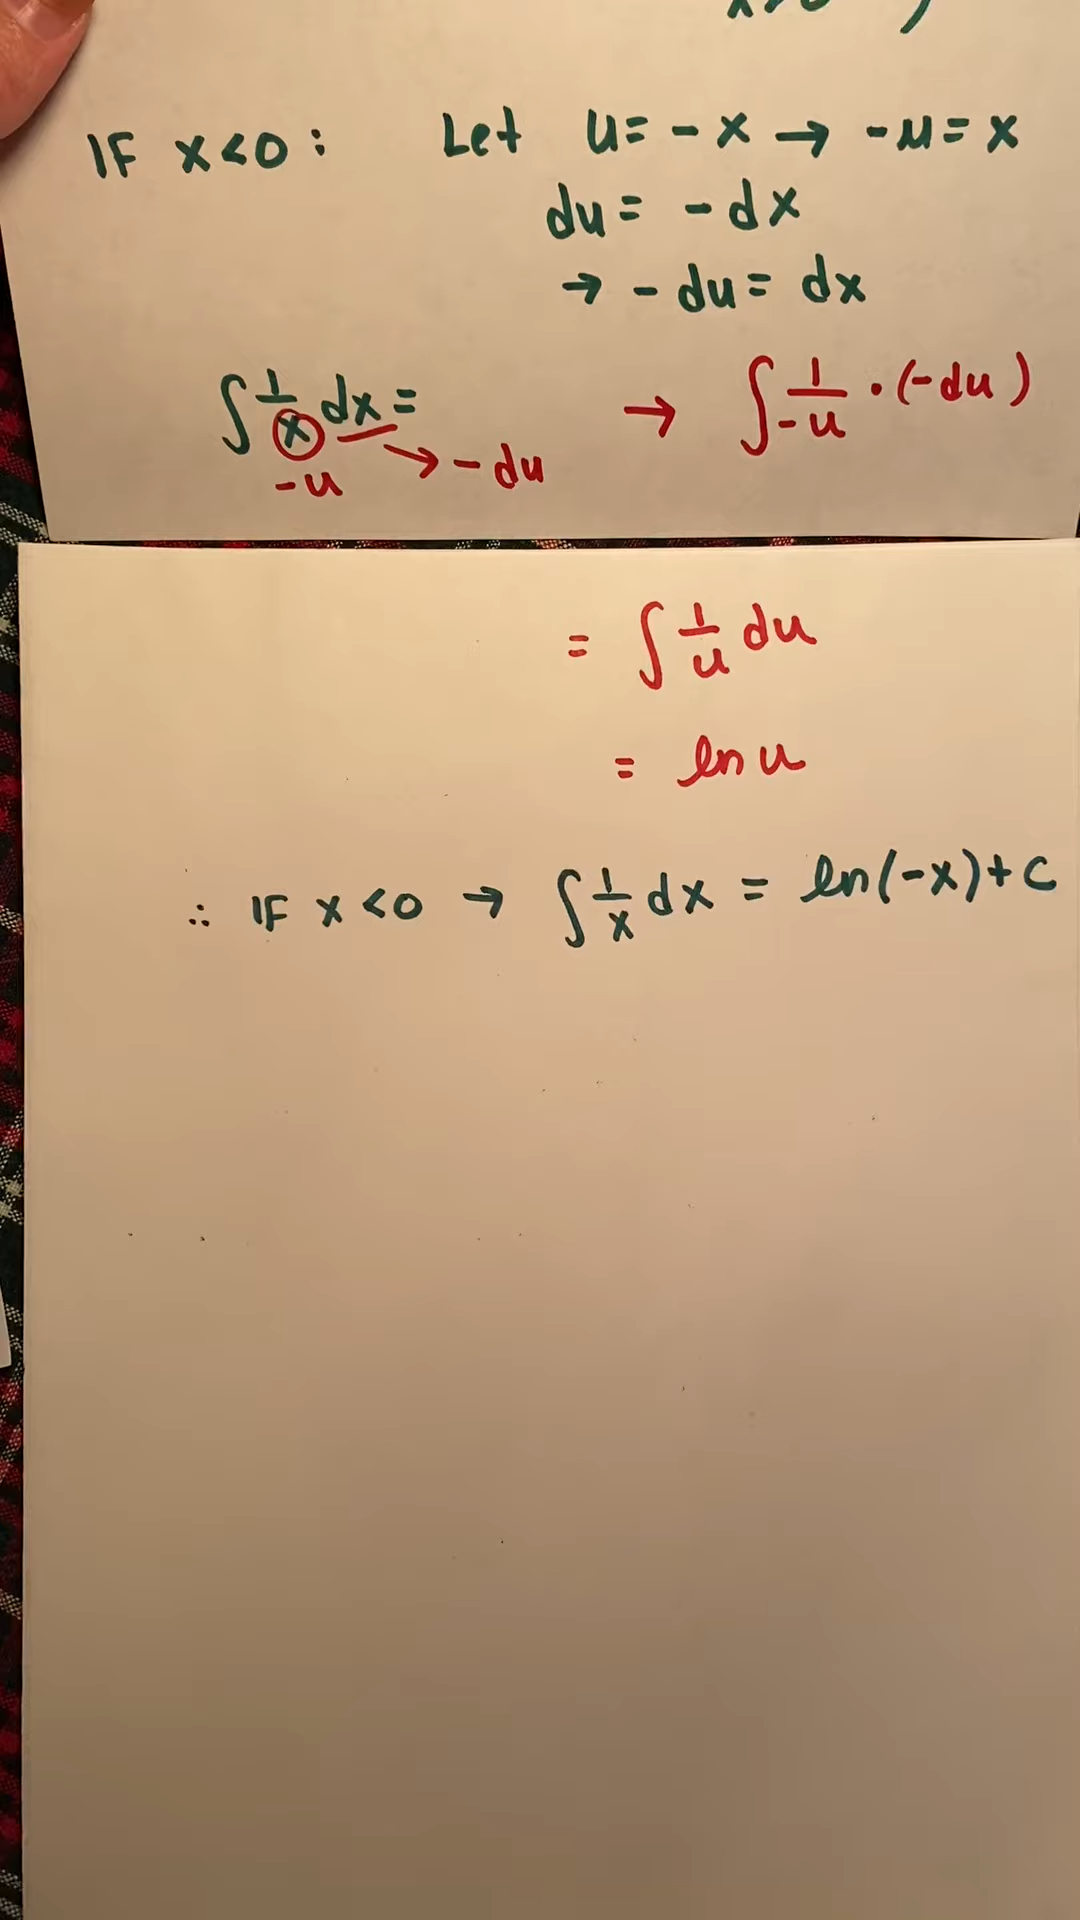 x>0 )
IF x<0: Let u= -x → -u= x
du= -dx
→ -du= dx
∫ 1/x dx= → ∫ 1/-u · (-du)
-u → -du
= ∫ 1/u du
= ln u
∴ IF x<0 → ∫ 1/x dx = ln(-x)+C